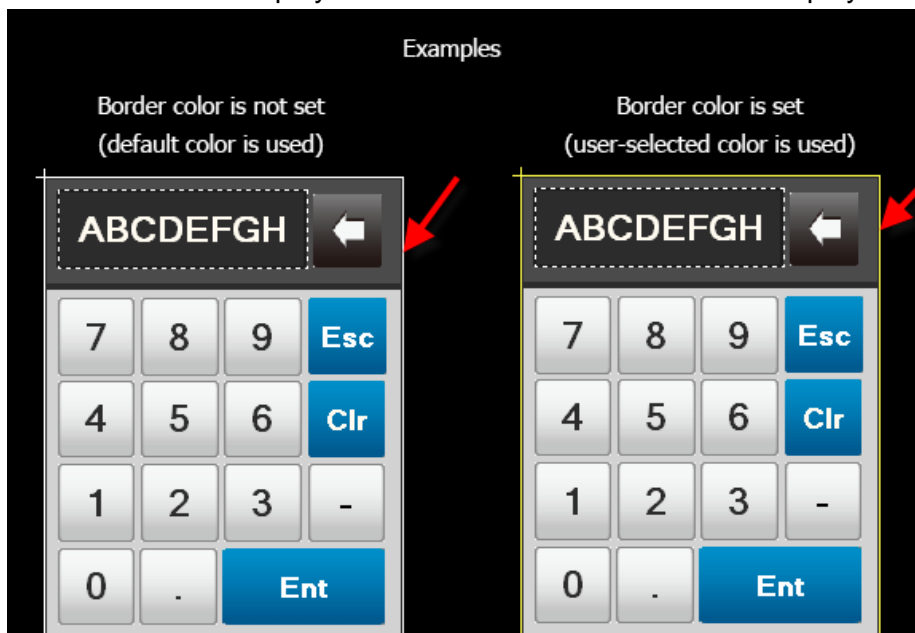 Examples
Border color is not set
(default color is used)
ABCDEFGH
7 8 9 Esc
4 5 6 Clr
1 2 3 -
0 . Ent
Border color is set
(user-selected color is used)
ABCDEFGH
7 8 9 Esc
4 5 6 Clr
1 2 3 -
0 . Ent